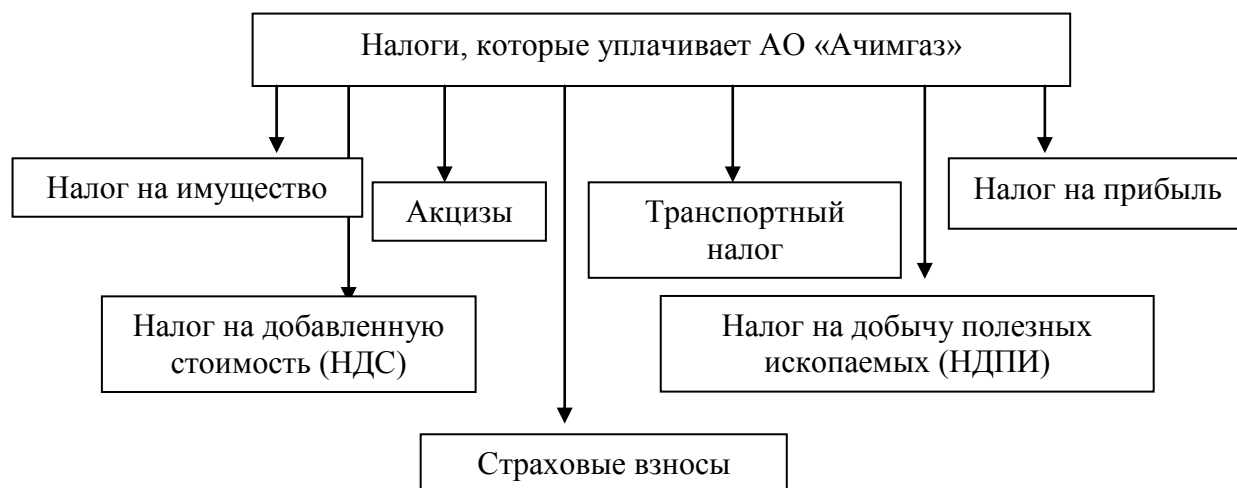 Налоги, которые уплачивает АО «Ачимгаз»
Налог на имущество
Акцизы
Транспортный
налог
Налог на прибыль
Налог на добавленную
стоимость (НДС)
Налог на добычу полезных
ископаемых (НДПИ)
Страховые взносы